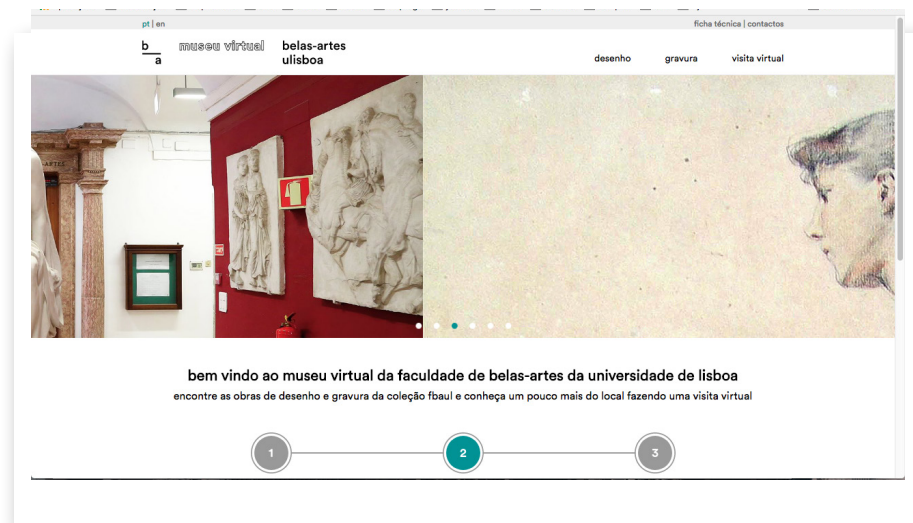 pt | en
ficha técnica | contactos
b
a
museu virtual
belas-artes
ulisboa
desenho
gravura
visita virtual
bem vindo ao museu virtual da faculdade de belas-artes da universidade de lisboa
encontre as obras de desenho e gravura da coleção fbaul e conheça um pouco mais do local fazendo uma visita virtual
1
2
3